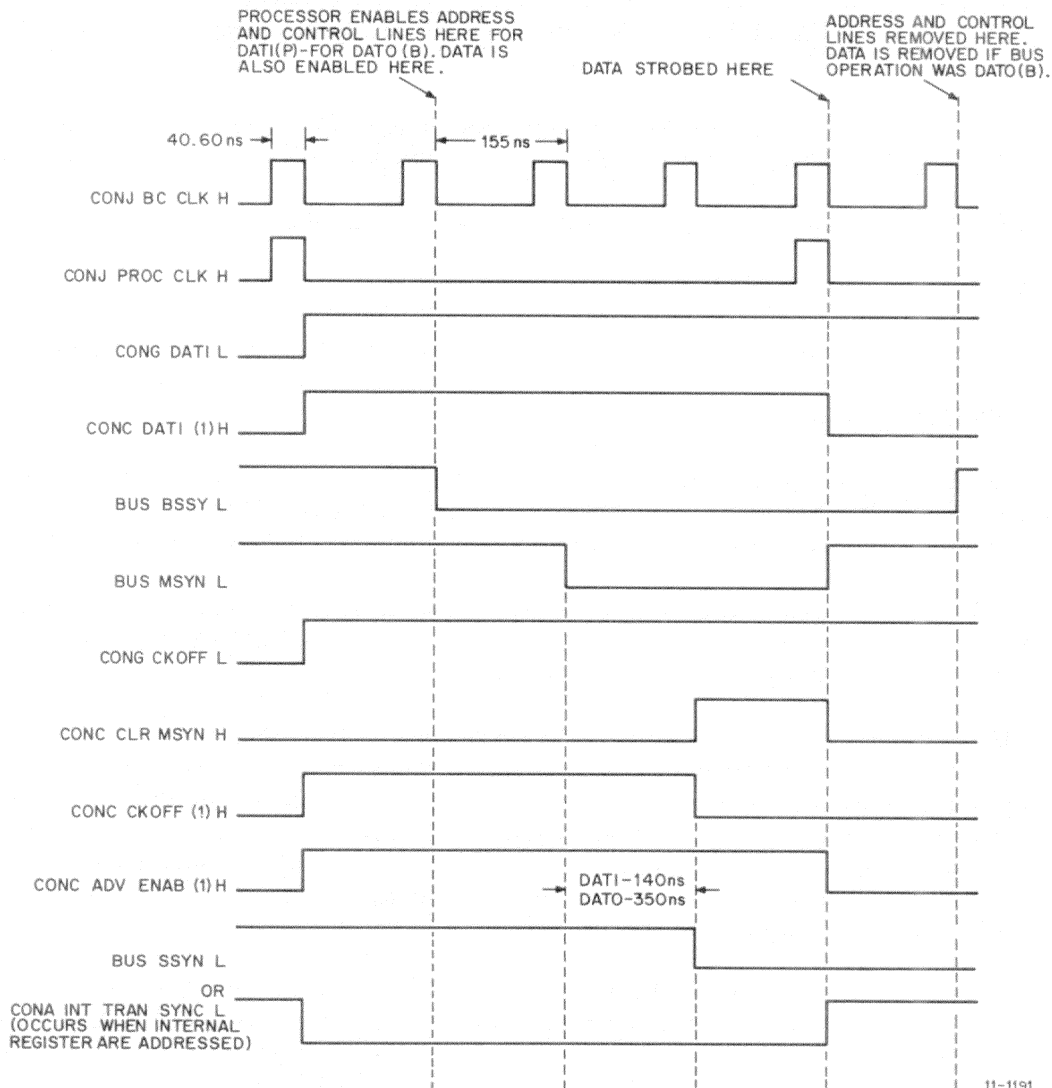 PROCESSOR ENABLES ADDRESS
AND CONTROL LINES HERE FOR
DATI(P)-FOR DATO (B). DATA IS
ALSO ENABLED HERE.
DATA STROBED HERE
ADDRESS AND CONTROL
LINES REMOVED HERE.
DATA IS REMOVED IF BUS
OPERATION WAS DATO(B).
40.60 ns
155 ns
CONJ BC CLK H
CONJ PROC CLK H
CONG DATI L
CONC DATI (1) H
BUS BSSY L
BUS MSYN L
CONG CKOFF L
CONC CLR MSYN H
CONC CKOFF (1) H
CONC ADV ENAB (1) H
DATI-140ns
DATO-350ns
BUS SSYN L
OR
CONA INT TRAN SYNC L
(OCCURS WHEN INTERNAL
REGISTER ARE ADDRESSED)
11-1191